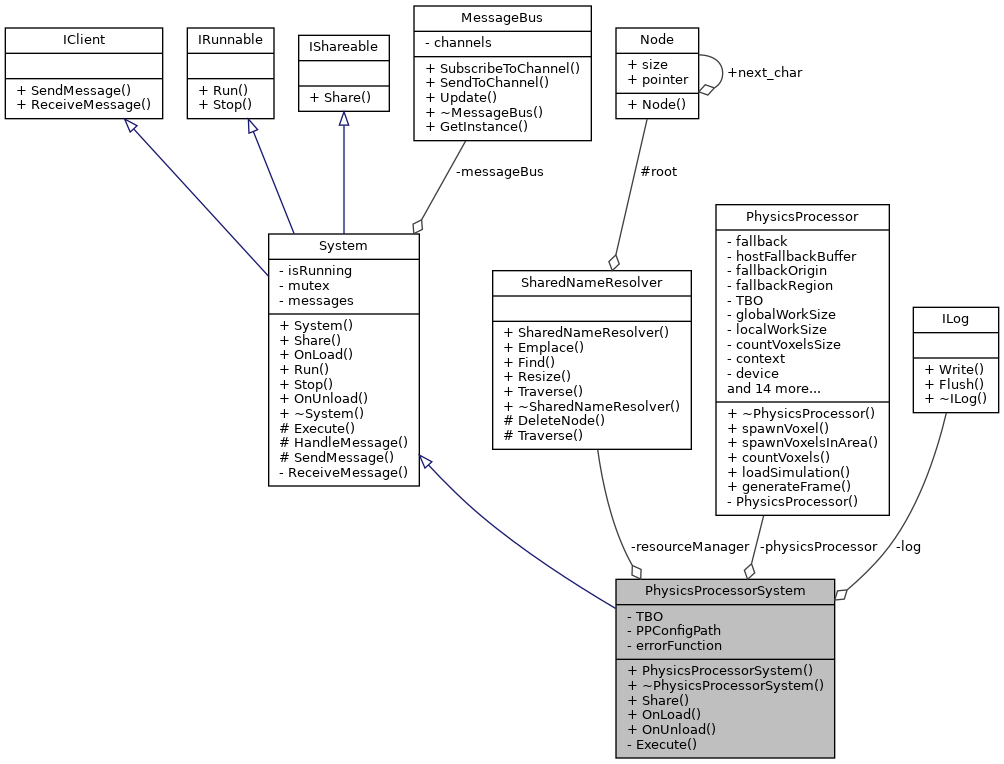 IClient
+ SendMessage()
+ ReceiveMessage()
IRunnable
+ Run()
+ Stop()
IShareable
+ Share()
MessageBus
- channels
+ SubscribeToChannel()
+ SendToChannel()
+ Update()
+ ~MessageBus()
+ GetInstance()
Node
+ size
+ pointer
+ Node()
+next_char
-messageBus
#root
System
- isRunning
- mutex
- messages
+ System()
+ Share()
+ OnLoad()
+ Run()
+ Stop()
+ OnUnload()
+ ~System()
# Execute()
# HandleMessage()
# SendMessage()
- ReceiveMessage()
SharedNameResolver
+ SharedNameResolver()
+ Emplace()
+ Find()
+ Resize()
+ Traverse()
+ ~SharedNameResolver()
# DeleteNode()
# Traverse()
PhysicsProcessor
- fallback
- hostFallbackBuffer
- fallbackOrigin
- fallbackRegion
- TBO
- globalWorkSize
- localWorkSize
- countVoxelsSize
- context
- device
and 14 more...
+ ~PhysicsProcessor()
+ spawnVoxel()
+ spawnVoxelsInArea()
+ countVoxels()
+ loadSimulation()
+ generateFrame()
- PhysicsProcessor()
ILog
+ Write()
+ Flush()
+ ~ILog()
-resourceManager
-physicsProcessor
-log
PhysicsProcessorSystem
- TBO
- PPConfigPath
- errorFunction
+ PhysicsProcessorSystem()
+ ~PhysicsProcessorSystem()
+ Share()
+ OnLoad()
+ OnUnload()
- Execute()